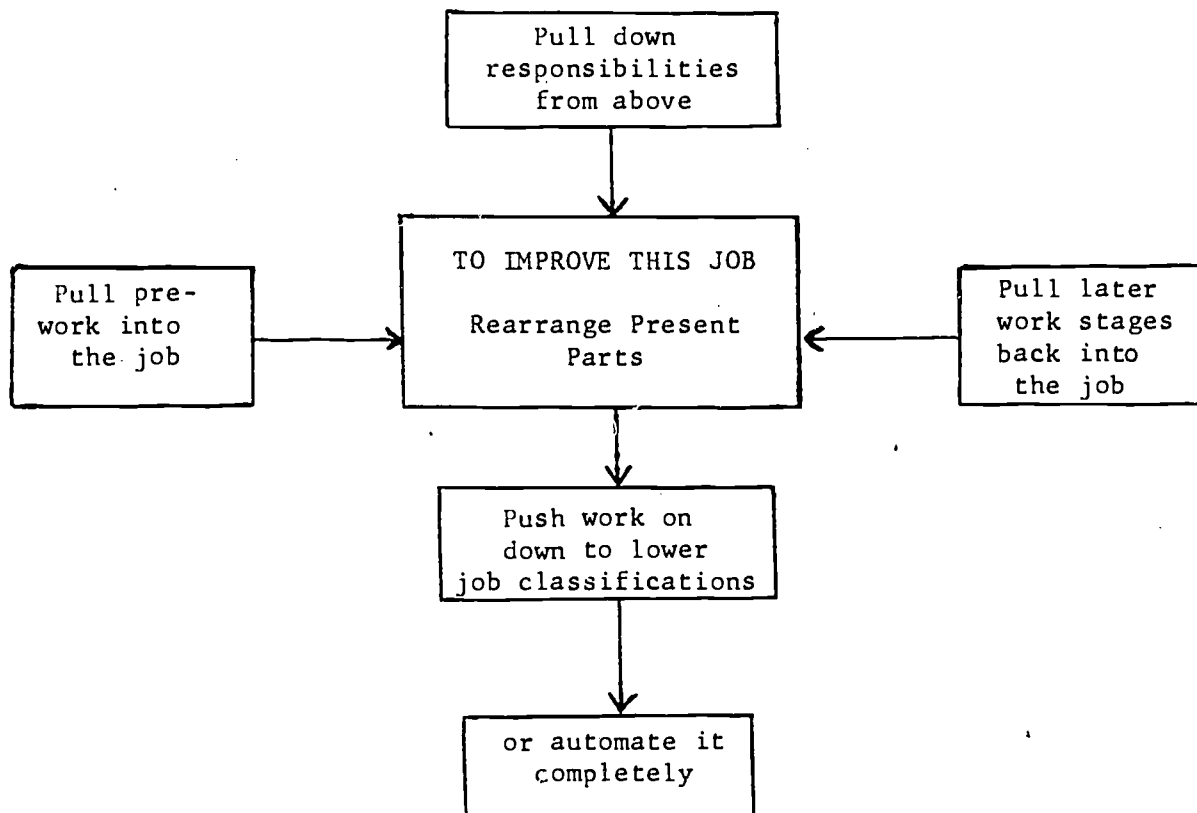 Pull down
responsibilities
from above
TO IMPROVE THIS JOB
Rearrange Present
Parts
Pull pre-
work into
the job
Pull later
work stages
back into
the job
Push work on
down to lower
job classifications
or automate it
completely